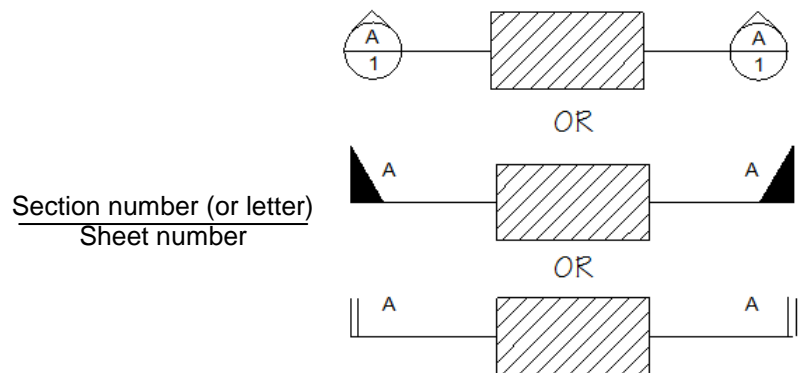 A A
1 1
OR
A A
Section number (or letter)
Sheet number
OR
A A